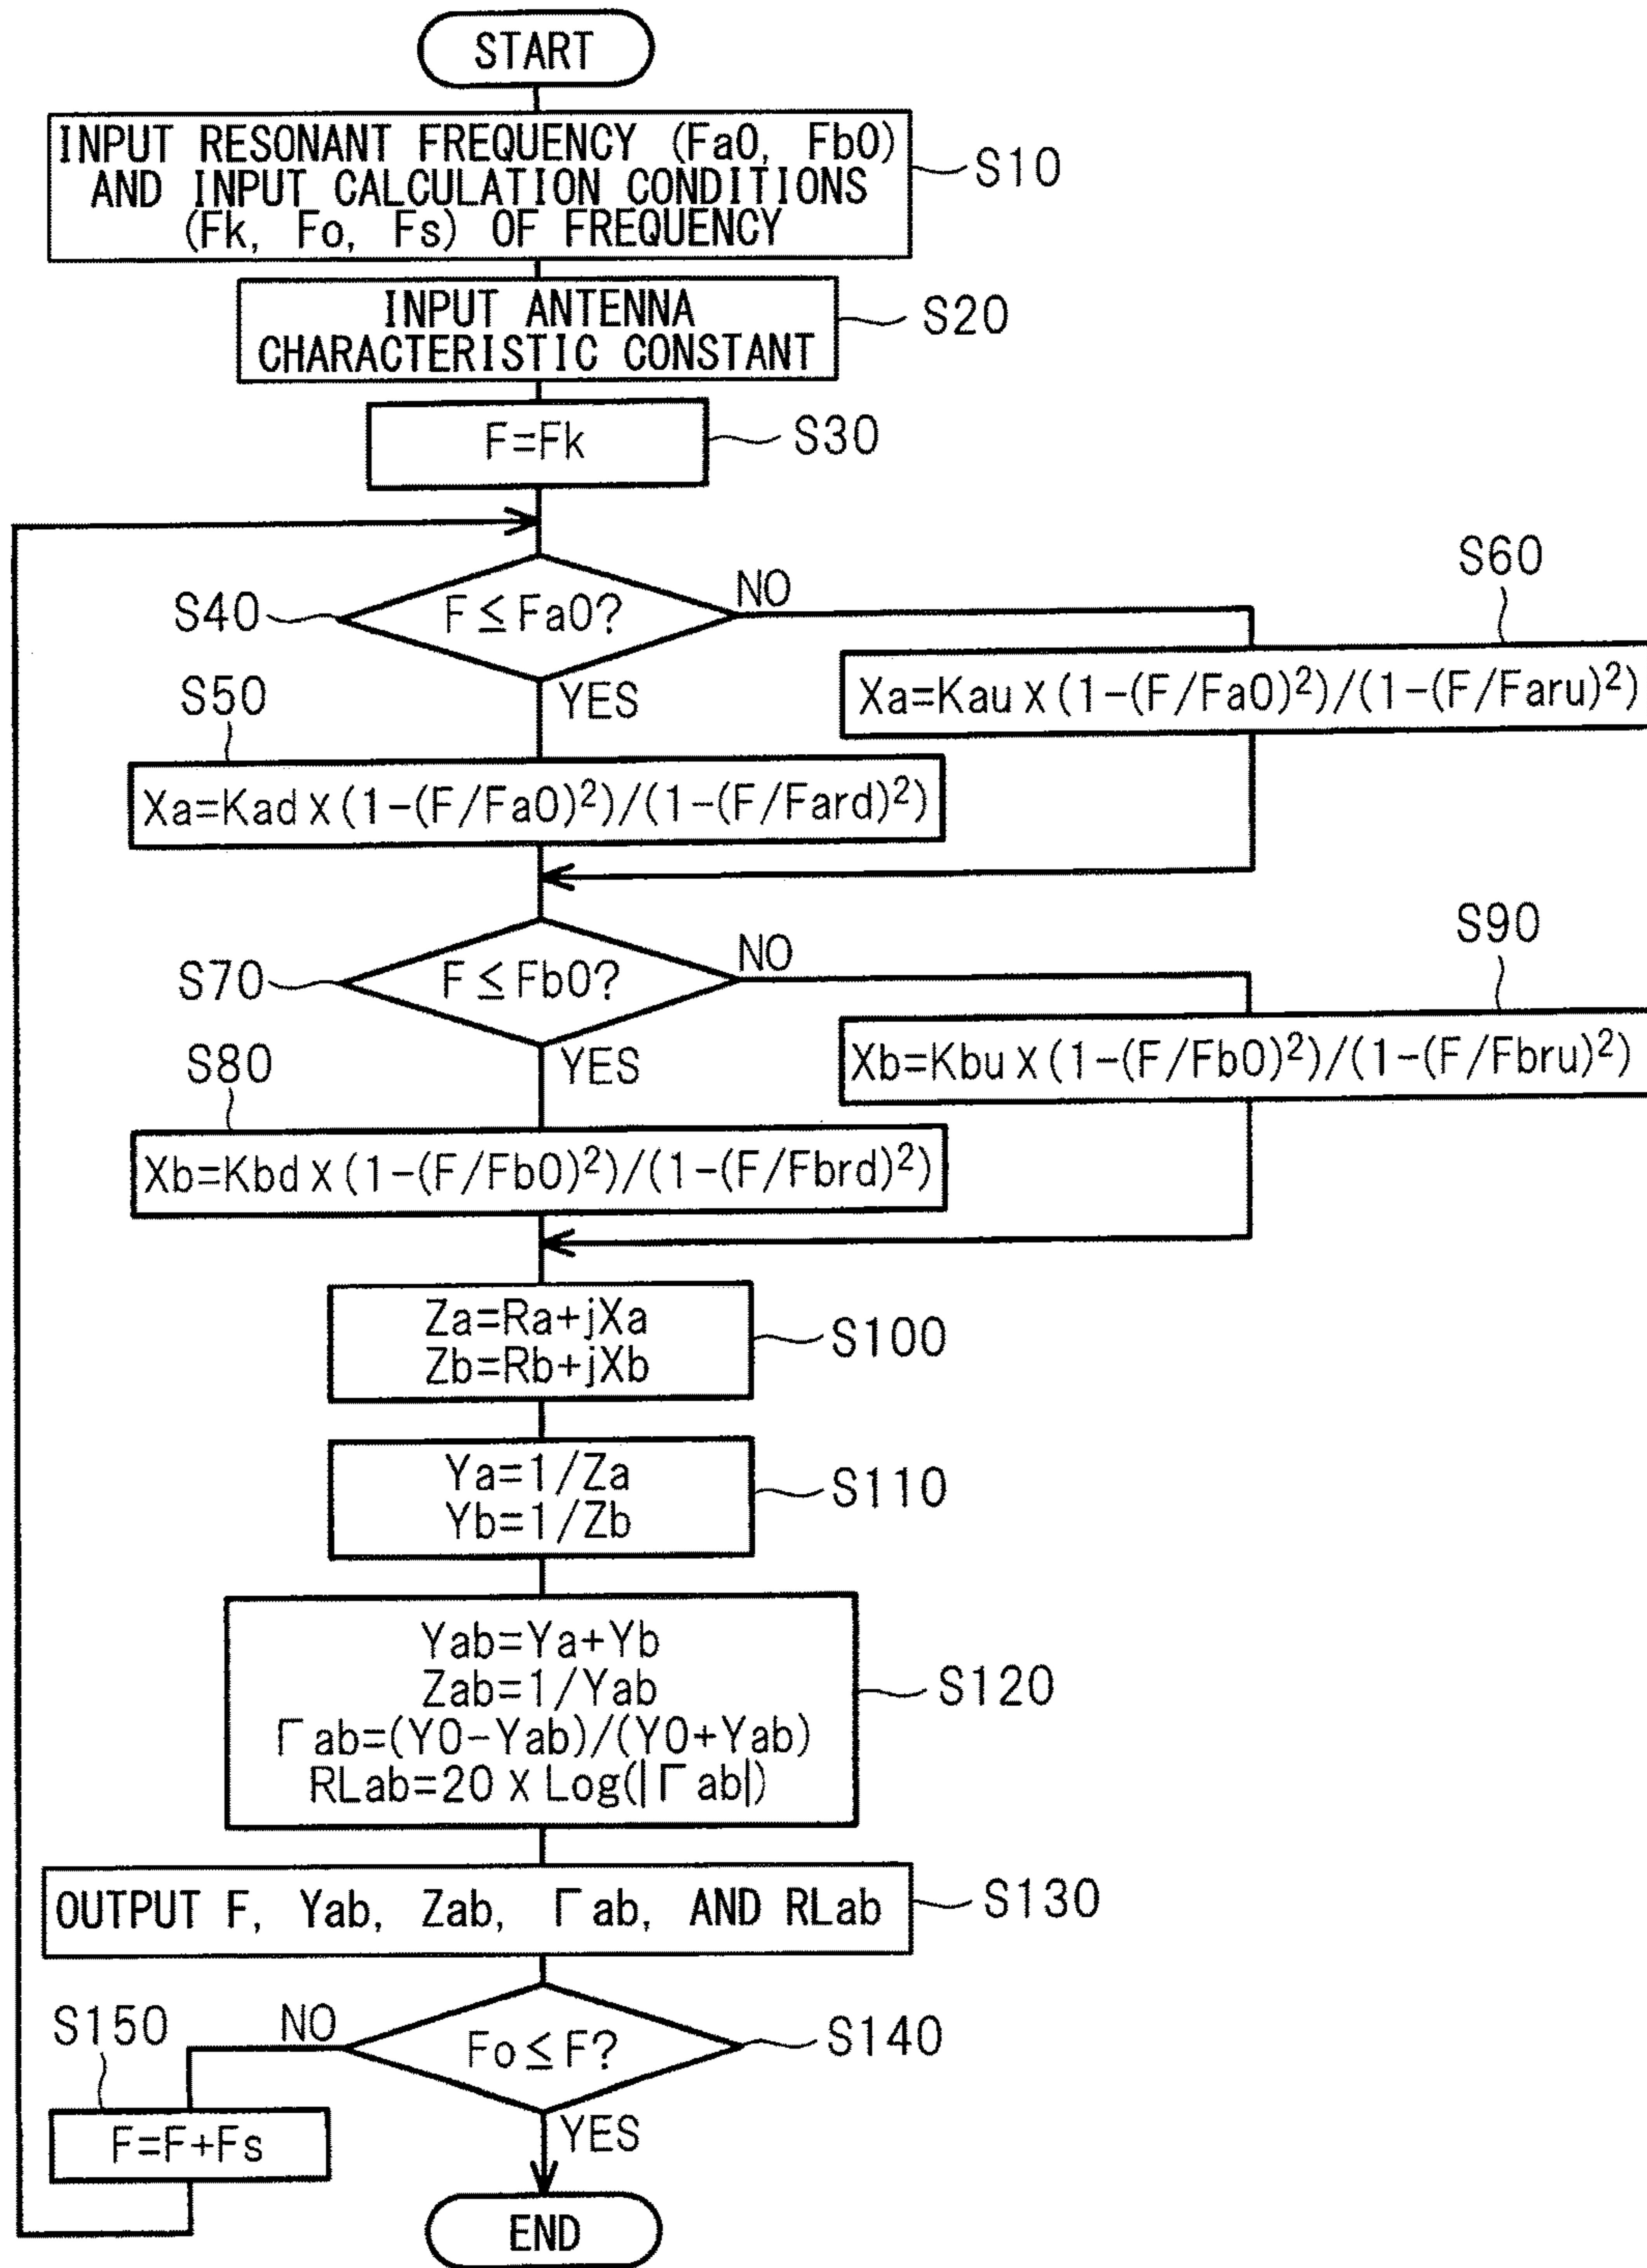 START
INPUT RESONANT FREQUENCY (Fa0, Fb0)
AND INPUT CALCULATION CONDITIONS
(Fk, Fo, Fs) OF FREQUENCY
S10
INPUT ANTENNA
CHARACTERISTIC CONSTANT
S20
F=Fk
S30
S40
F≤Fa0?
NO
YES
S60
Xa=Kau×(1-(F/Fa0)²)/(1-(F/Faru)²)
S50
Xa=Kad×(1-(F/Fa0)²)/(1-(F/Fard)²)
S70
F≤Fb0?
NO
YES
S90
Xb=Kbu×(1-(F/Fb0)²)/(1-(F/Fbru)²)
S80
Xb=Kbd×(1-(F/Fb0)²)/(1-(F/Fbrd)²)
Za=Ra+jXa
Zb=Rb+jXb
S100
Ya=1/Za
Yb=1/Zb
S110
Yab=Ya+Yb
Zab=1/Yab
Γab=(Y0-Yab)/(Y0+Yab)
RLab=20×Log(|Γab|)
S120
OUTPUT F, Yab, Zab, Γab, AND RLab
S130
Fo≤F?
S140
NO
YES
S150
F=F+Fs
END